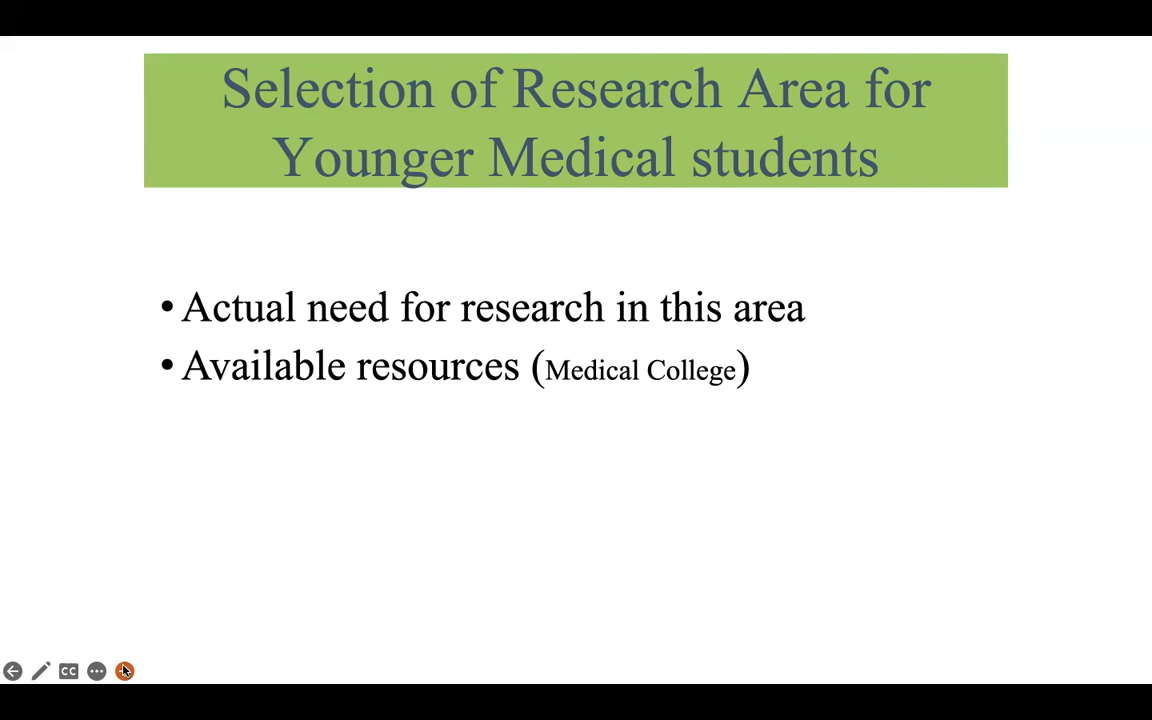 Selection of Research Area for
Younger Medical students
• Actual need for research in this area
• Available resources (Medical College)
CC